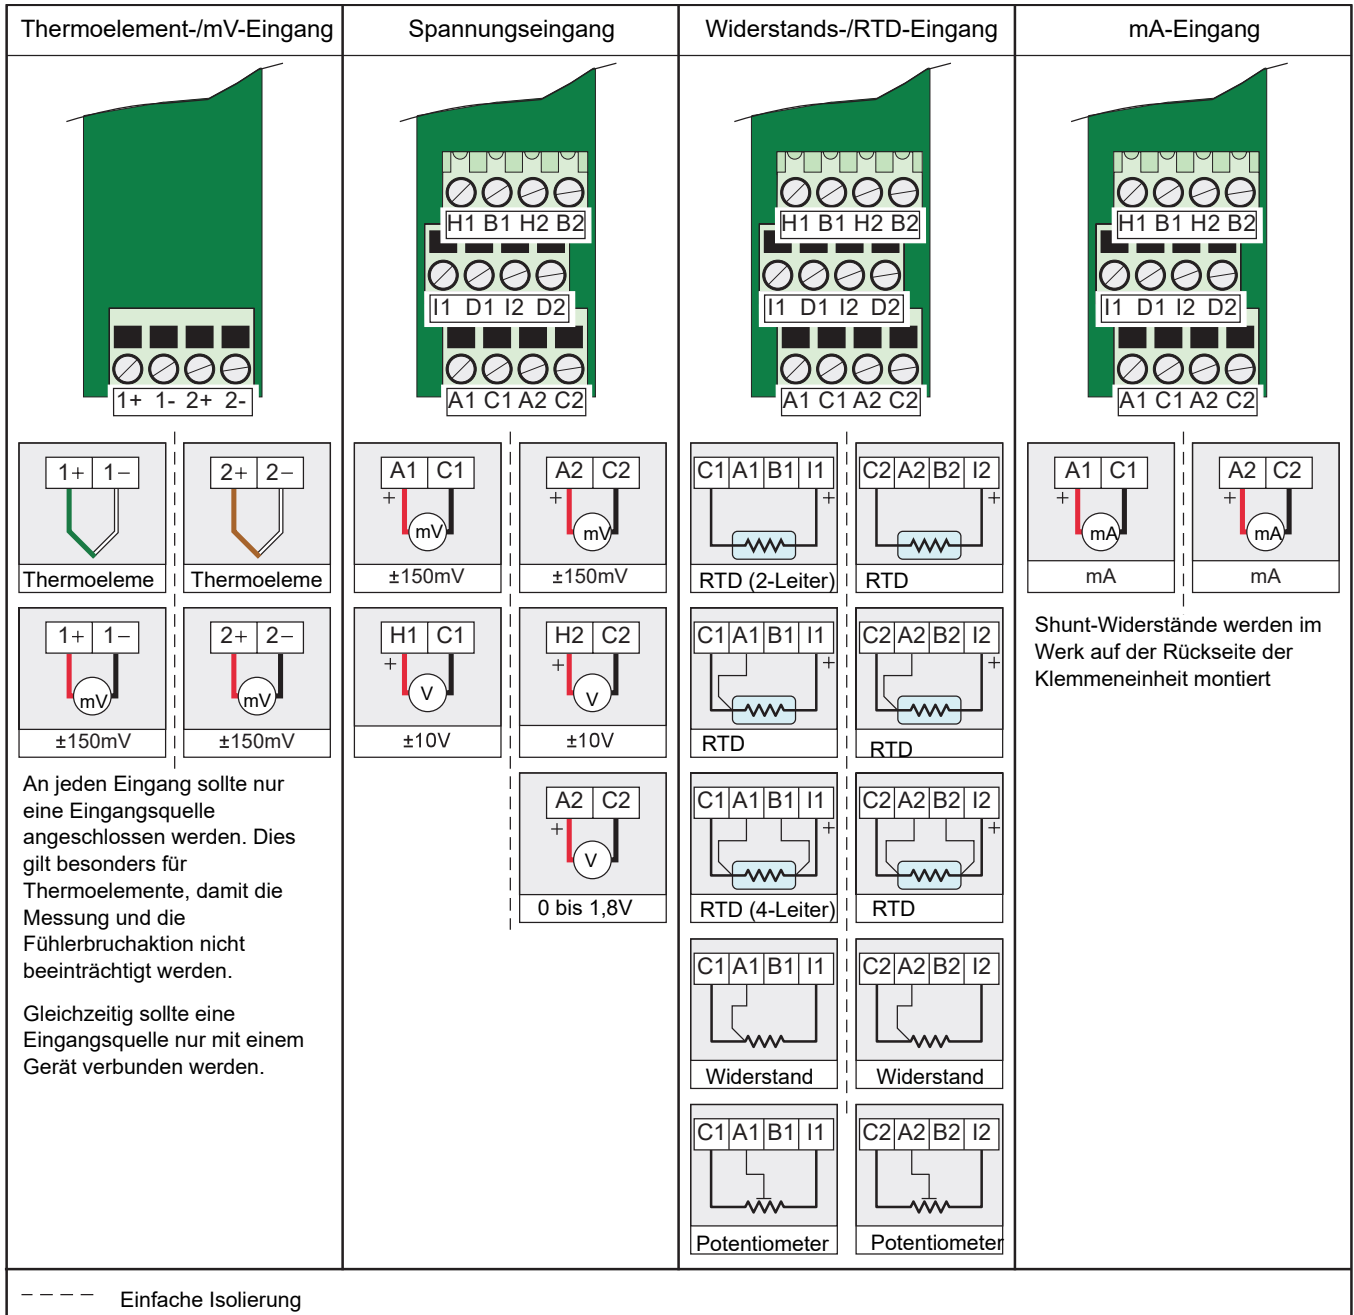 Thermoelement-/mV-Eingang
Spannungseingang
Widerstands-/RTD-Eingang
mA-Eingang
1+ 1- 2+ 2-
H1 B1 H2 B2
I1 D1 I2 D2
A1 C1 A2 C2
H1 B1 H2 B2
I1 D1 I2 D2
A1 C1 A2 C2
H1 B1 H2 B2
I1 D1 I2 D2
A1 C1 A2 C2
1+ 1−
Thermoeleme
2+ 2−
Thermoeleme
1+ 1−
mV
±150mV
2+ 2−
mV
±150mV
An jeden Eingang sollte nur
eine Eingangsquelle
angeschlossen werden. Dies
gilt besonders für
Thermoelemente, damit die
Messung und die
Fühlerbruchaktion nicht
beeinträchtigt werden.
Gleichzeitig sollte eine
Eingangsquelle nur mit einem
Gerät verbunden werden.
A1 C1
+
mV
±150mV
A2 C2
+
mV
±150mV
H1 C1
+
V
±10V
H2 C2
+
V
±10V
A2 C2
+
V
0 bis 1,8V
C1 A1 B1 I1
+
RTD (2-Leiter)
C2 A2 B2 I2
+
RTD
C1 A1 B1 I1
+
RTD
C2 A2 B2 I2
+
RTD
C1 A1 B1 I1
+
RTD (4-Leiter)
C2 A2 B2 I2
+
RTD
C1 A1 B1 I1
Widerstand
C2 A2 B2 I2
Widerstand
C1 A1 B1 I1
Potentiometer
C2 A2 B2 I2
Potentiometer
A1 C1
+
mA
mA
A2 C2
+
mA
mA
Shunt-Widerstände werden im
Werk auf der Rückseite der
Klemmeneinheit montiert
Einfache Isolierung